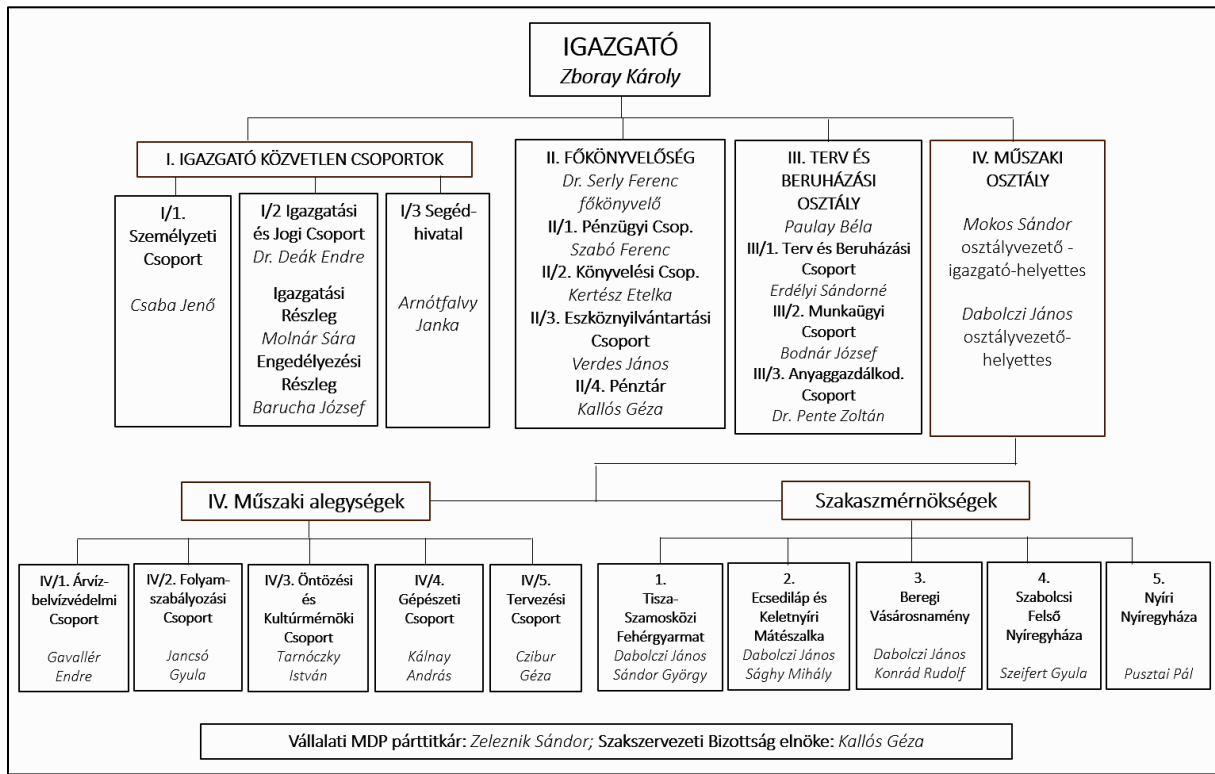 IGAZGATÓ
Zboray Károly
I. IGAZGATÓ KÖZVETLEN CSOPORTOK
I/1.
Személyzeti
Csoport
Csaba Jenő
I/2 Igazgatási
és Jogi Csoport
Dr. Deák Endre
Igazgatási
Részleg
Molnár Sára
Engedélyezési
Részleg
Barucha József
I/3 Segéd-
hivatal
Arnótfalvy
Janka
II. FŐKÖNYVELŐSÉG
Dr. Serly Ferenc
főkönyvelő
II/1. Pénzügyi Csop.
Szabó Ferenc
II/2. Könyvelési Csop.
Kertész Etelka
II/3. Eszköznyilvántartási
Csoport
Verdes János
II/4. Pénztár
Kallós Géza
III. TERV ÉS
BERUHÁZÁSI
OSZTÁLY
Paulay Béla
III/1. Terv és Beruházási
Csoport
Erdélyi Sándorné
III/2. Munkaügyi
Csoport
Bodnár József
III/3. Anyaggazdálkod.
Csoport
Dr. Pente Zoltán
IV. MŰSZAKI
OSZTÁLY
Mokos Sándor
osztályvezető -
igazgató-helyettes
Dabolczi János
osztályvezető-
helyettes
IV. Műszaki alegységek
Szakaszmérnökségek
IV/1. Árvíz-
belvízvédelmi
Csoport
Gavallér
Endre
IV/2. Folyam-
szabályozási
Csoport
Jancsó
Gyula
IV/3. Öntözési
és
Kultúrmérnöki
Csoport
Tarnóczky
István
IV/4.
Gépészeti
Csoport
Kálnay
András
IV/5.
Tervezési
Csoport
Czibur
Géza
1.
Tisza-
Szamosközi
Fehérgyarmat
Dabolczi János
Sándor György
2.
Ecsediláp és
Keletnyíri
Mátészalka
Dabolczi János
Sághy Mihály
3.
Beregi
Vásárosnamény
Dabolczi János
Konrád Rudolf
4.
Szabolcsi
Felső
Nyíregyháza
Szeifert Gyula
5.
Nyíri
Nyíregyháza
Pusztai Pál
Vállalati MDP párttitkár: Zeleznik Sándor; Szakszervezeti Bizottság elnöke: Kallós Géza